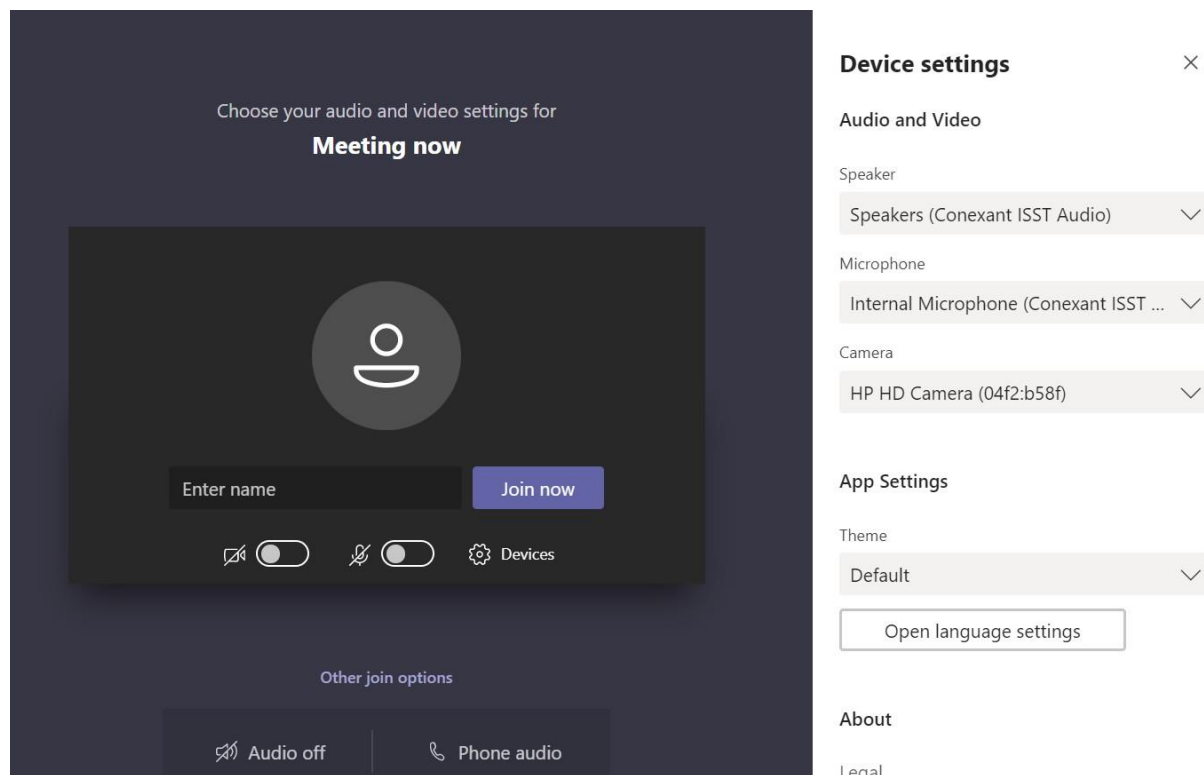 Choose your audio and video settings for
Meeting now
Enter name
Join now
Devices
Other join options
Audio off
Phone audio
Device settings
Audio and Video
Speaker
Speakers (Conexant ISST Audio)
Microphone
Internal Microphone (Conexant ISST ...
Camera
HP HD Camera (04f2:b58f)
App Settings
Theme
Default
Open language settings
About
Legal